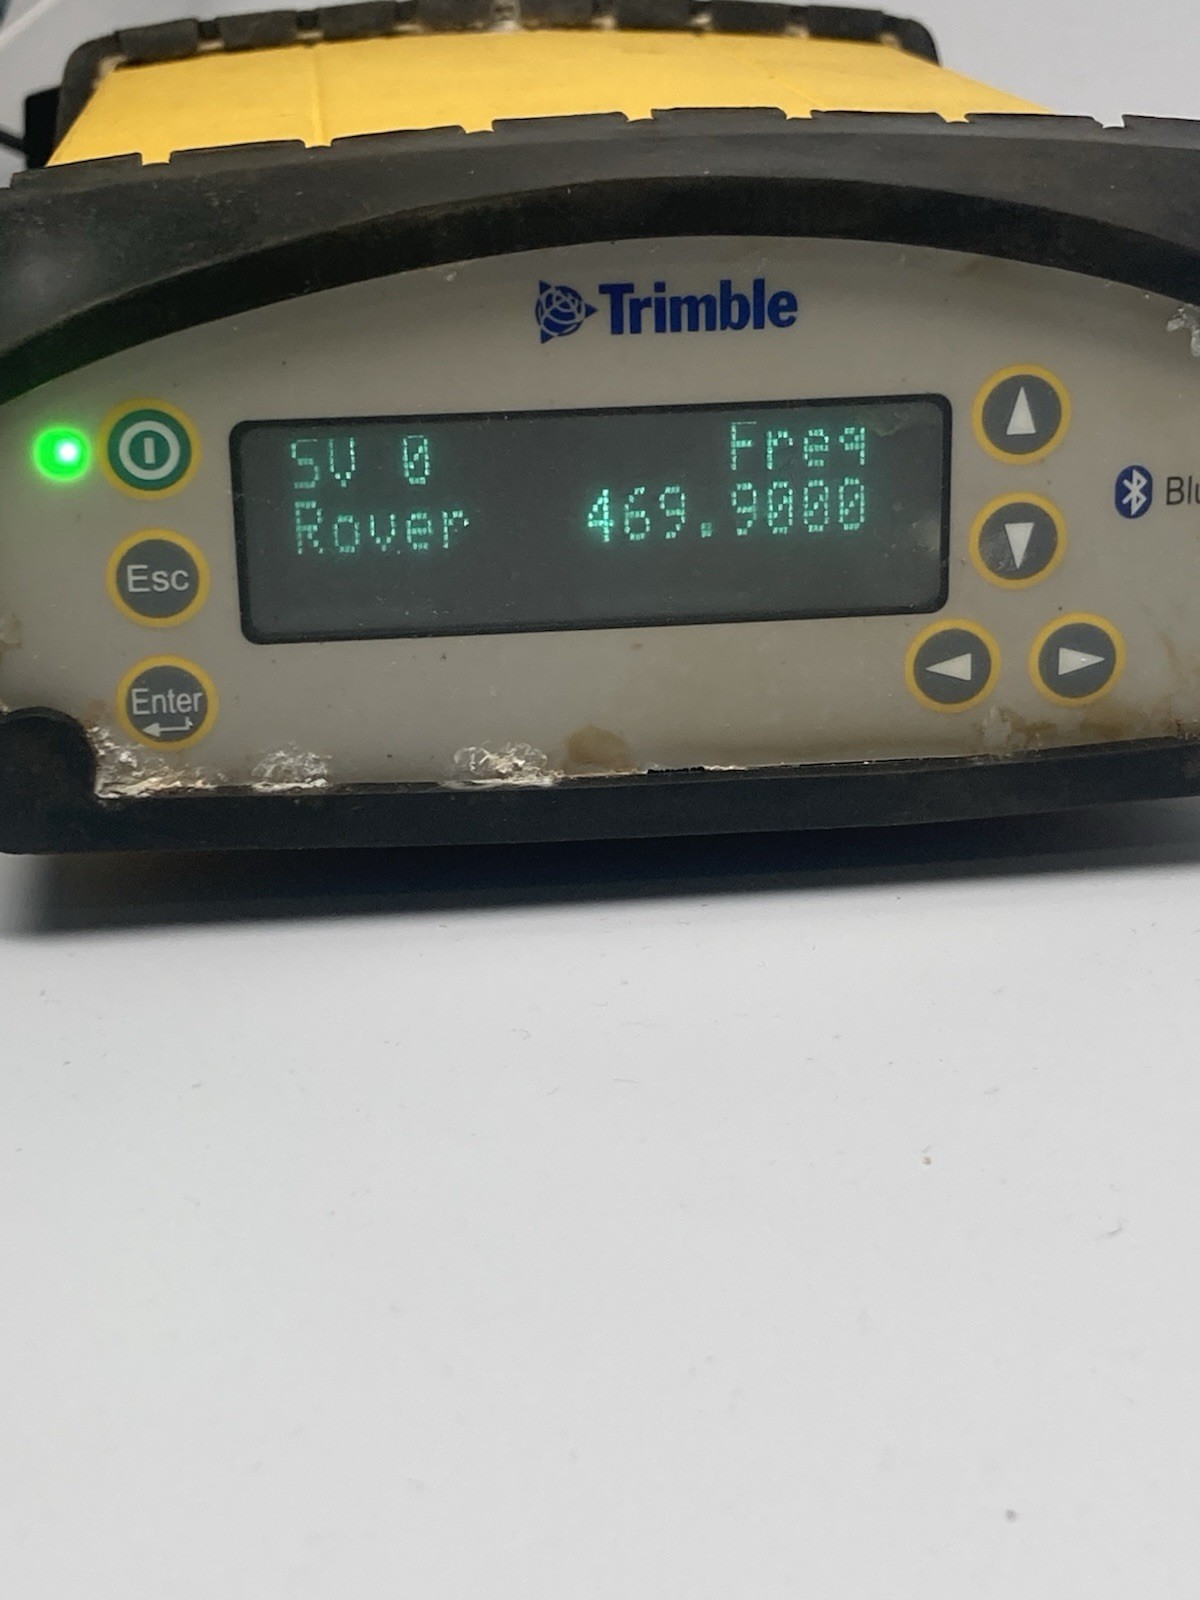 Trimble
SV 0 Freq
Rover 469.9000
Esc
Enter